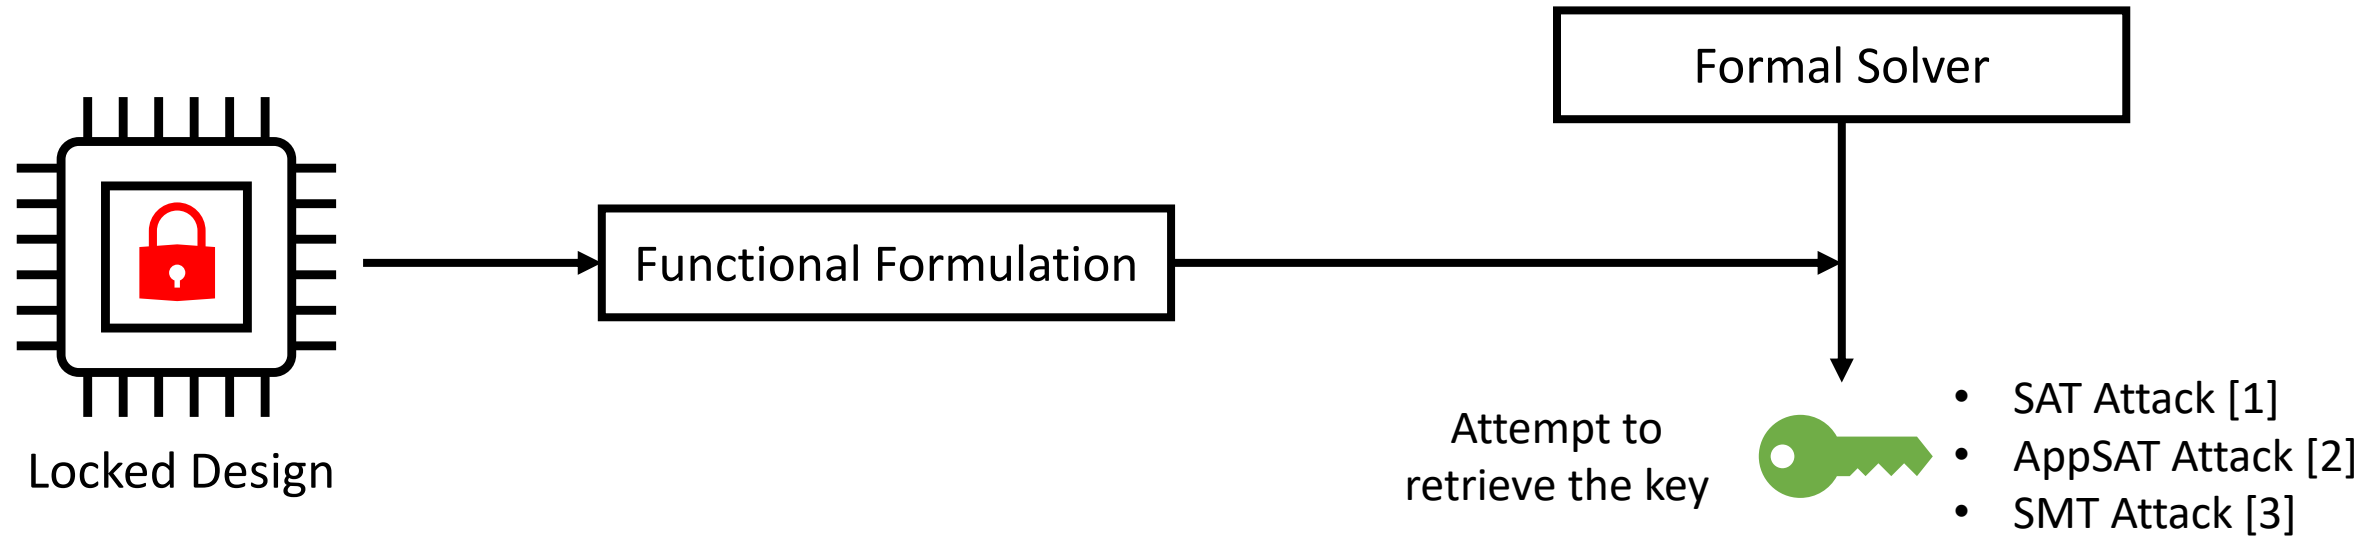 Formal Solver
Functional Formulation
Locked Design
Attempt to
retrieve the key
• SAT Attack [1]
• AppSAT Attack [2]
• SMT Attack [3]